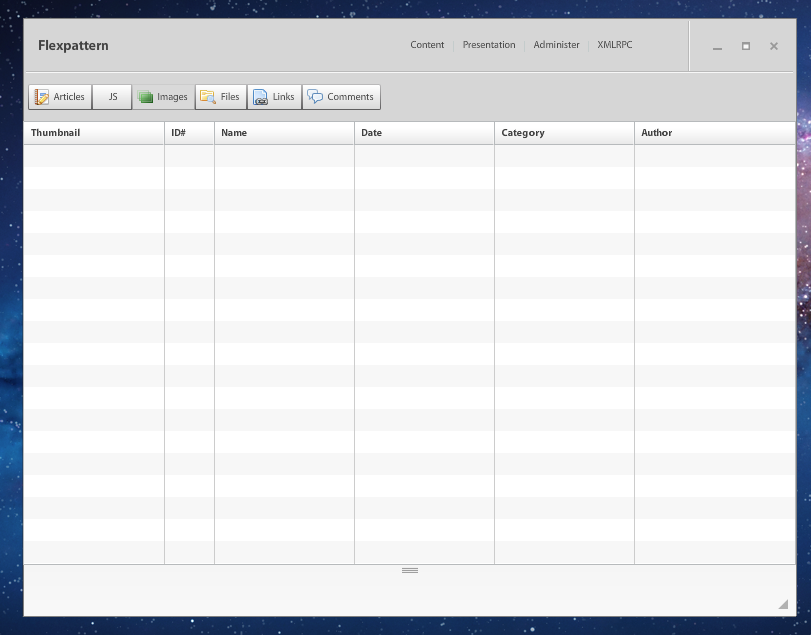 Flexpattern
Content Presentation Administer XMLRPC
Articles JS Images Files Links Comments
Thumbnail ID# Name Date Category Author